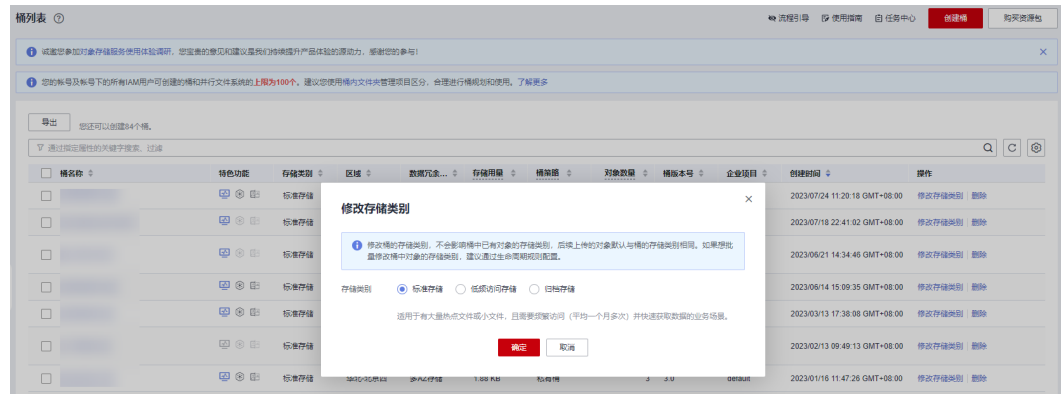 桶列表
流程引导 使用指南 任务中心 创建桶 购买资源包
诚邀您参加对象存储服务使用体验调研，您宝贵的意见和建议是我们持续提升产品体验的源动力，感谢您的参与！
您的帐号及帐号下的所有IAM用户可创建的桶和并行文件系统的上限为100个。建议您使用桶内文件夹管理项目区分，合理进行桶规划和使用。了解更多
导出 您还可以创建84个桶。
通过指定属性的关键字搜索、过滤
桶名称 特色功能 存储类别 区域 数据冗余... 存储用量 桶策略 对象数量 桶版本号 企业项目 创建时间 操作
标准存储 2023/07/24 11:20:18 GMT+08:00 修改存储类别 删除
标准存储 2023/07/18 22:41:02 GMT+08:00 修改存储类别 删除
标准存储 2023/06/21 14:34:46 GMT+08:00 修改存储类别 删除
标准存储 2023/06/14 15:09:35 GMT+08:00 修改存储类别 删除
标准存储 2023/03/13 17:38:08 GMT+08:00 修改存储类别 删除
标准存储 2023/02/13 09:49:13 GMT+08:00 修改存储类别 删除
标准存储 华北-北京四 多AZ存储 1.88 KB 私有桶 3 3.0 default 2023/01/16 11:47:26 GMT+08:00 修改存储类别 删除
修改存储类别
修改桶的存储类别，不会影响桶中已有对象的存储类别，后续上传的对象默认与桶的存储类别相同。如果想批
量修改桶中对象的存储类别，建议通过生命周期规则配置。
存储类别 标准存储 低频访问存储 归档存储
适用于有大量热点文件或小文件，且需要频繁访问（平均一个月多次）并快速获取数据的业务场景。
确定 取消